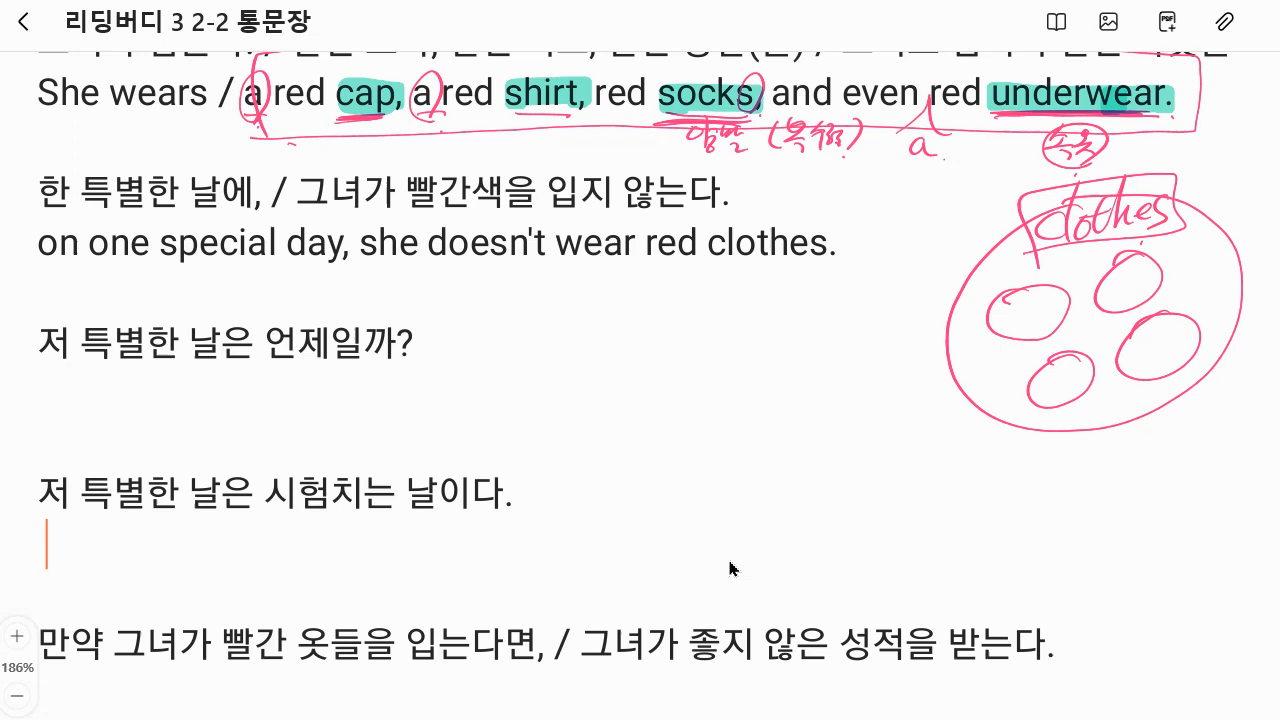 리딩버디 3 2-2 통문장
She wears / a red cap, a red shirt, red socks, and even red underwear.
양말 (복수형) a 속옷
clothes
한 특별한 날에, / 그녀가 빨간색을 입지 않는다.
on one special day, she doesn't wear red clothes.
저 특별한 날은 언제일까?
저 특별한 날은 시험치는 날이다.
만약 그녀가 빨간 옷들을 입는다면, / 그녀가 좋지 않은 성적을 받는다.
186%